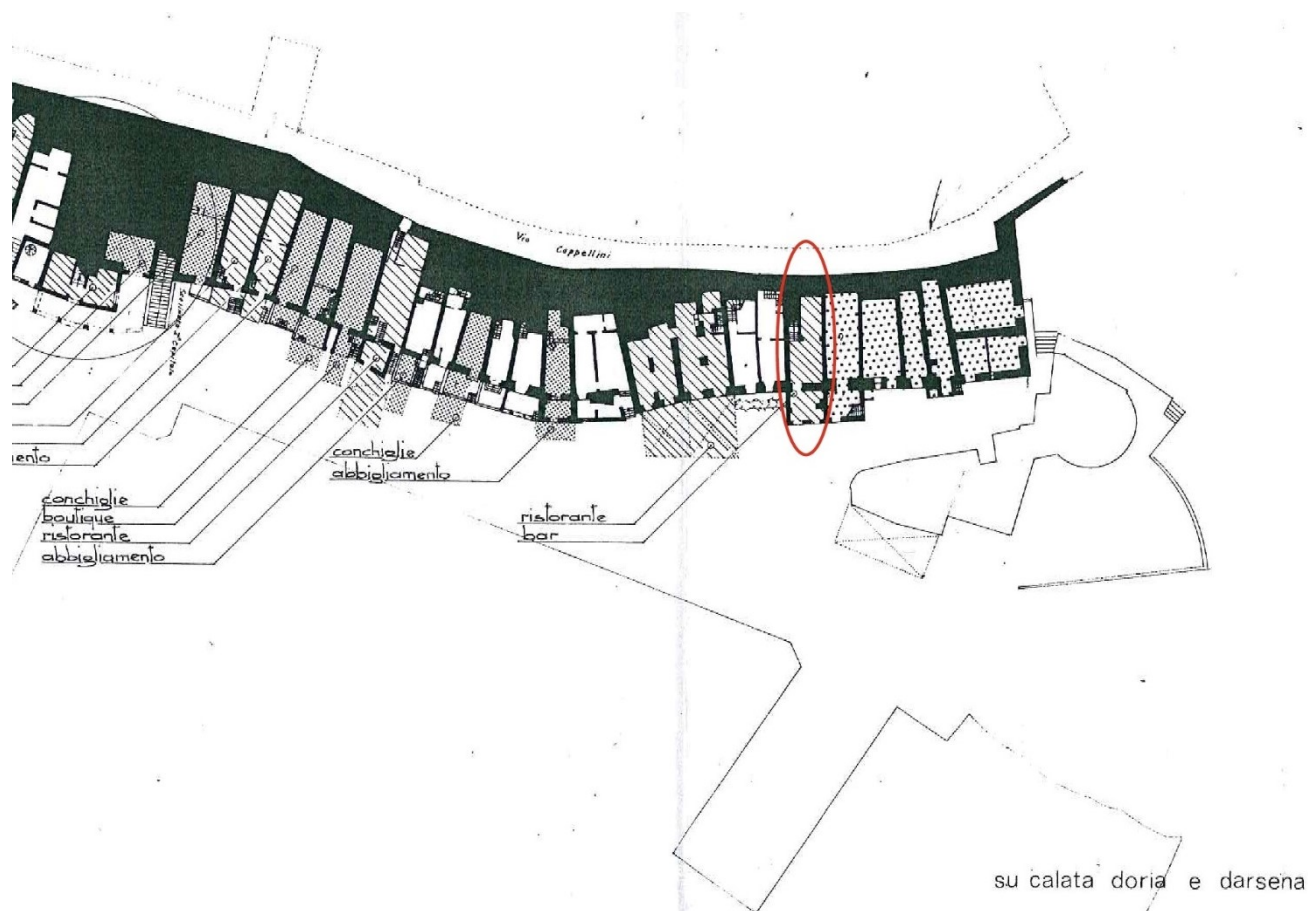 Via
Cappellini
ento
conchiglie
abbigliamento
conchiglie
boutique
ristorante
abbigliamento
ristorante
bar
su calata doria e darsena